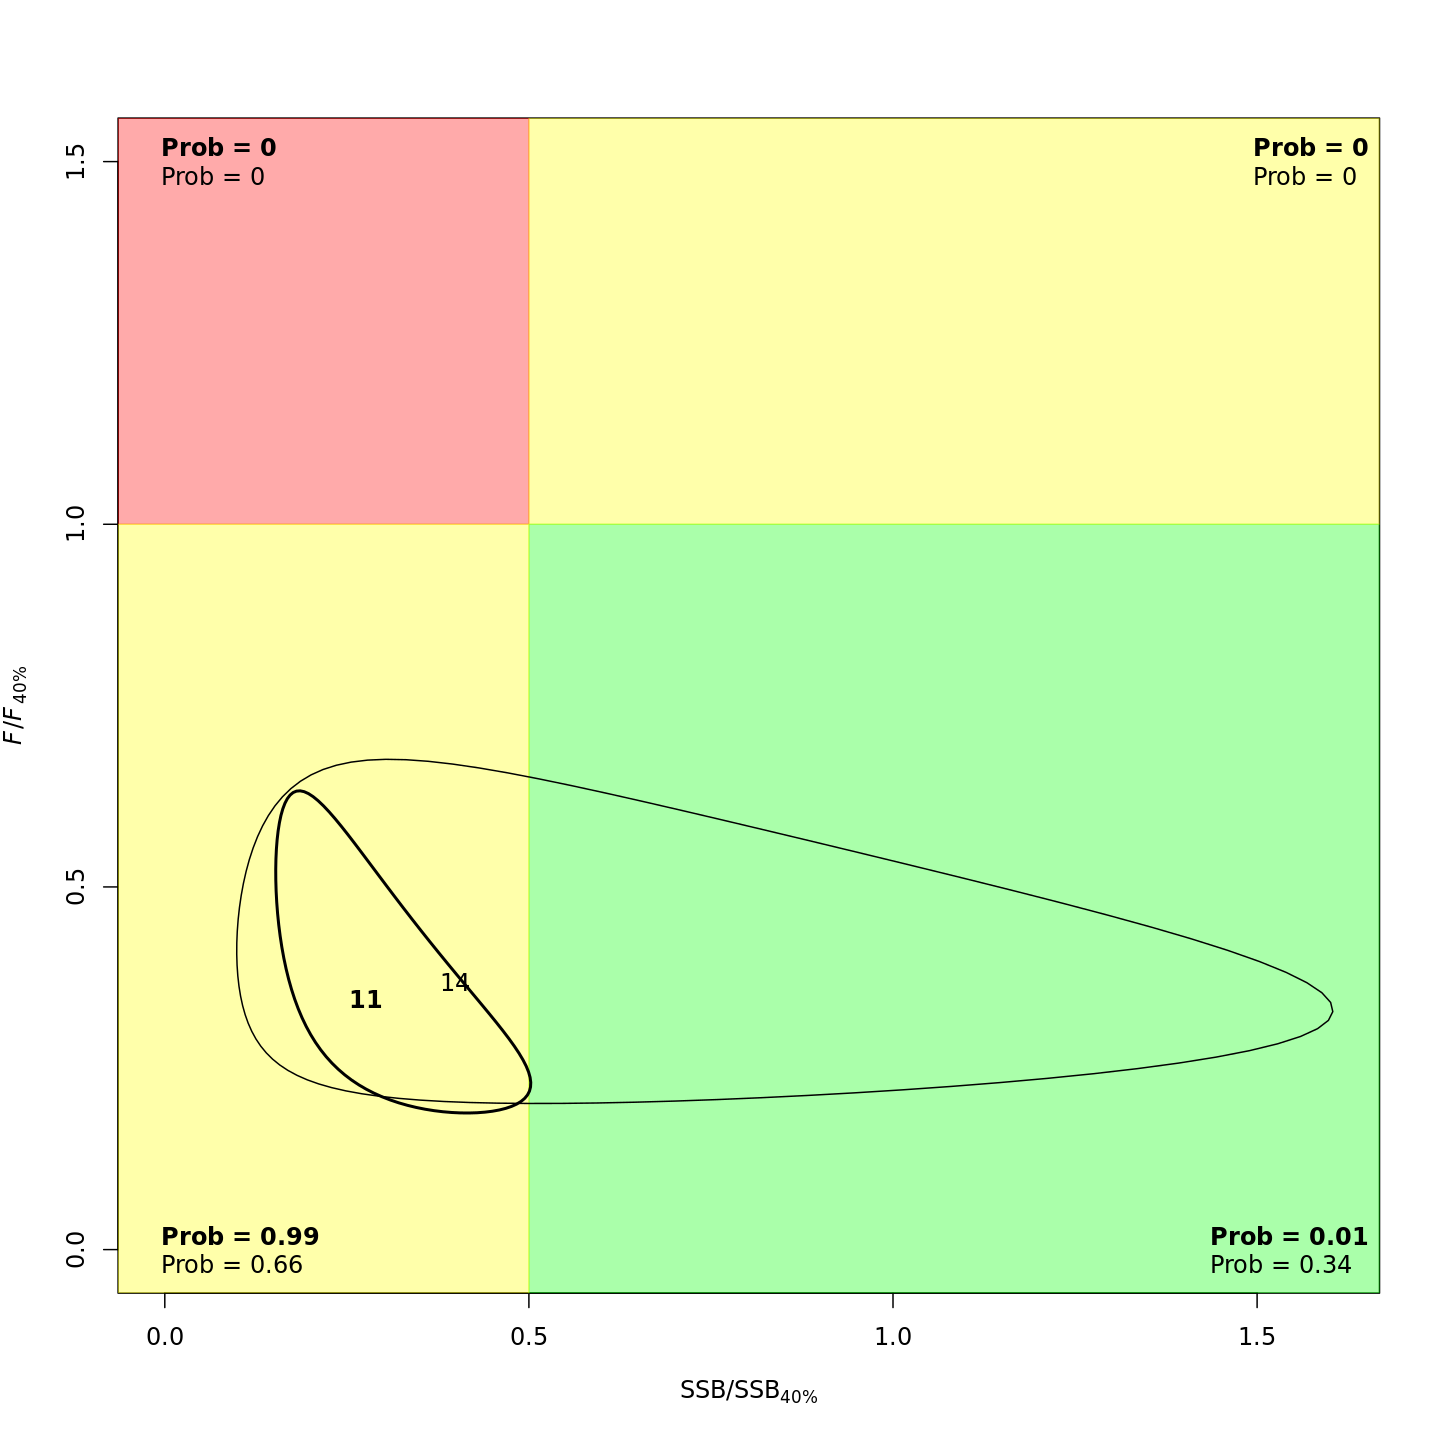 Prob = 0
Prob = 0
Prob = 0
Prob = 0
1.5
1.0
0.5
0.0
F/F40%
14
11
Prob = 0.99
Prob = 0.66
Prob = 0.01
Prob = 0.34
0.0 0.5 1.0 1.5
SSB/SSB40%